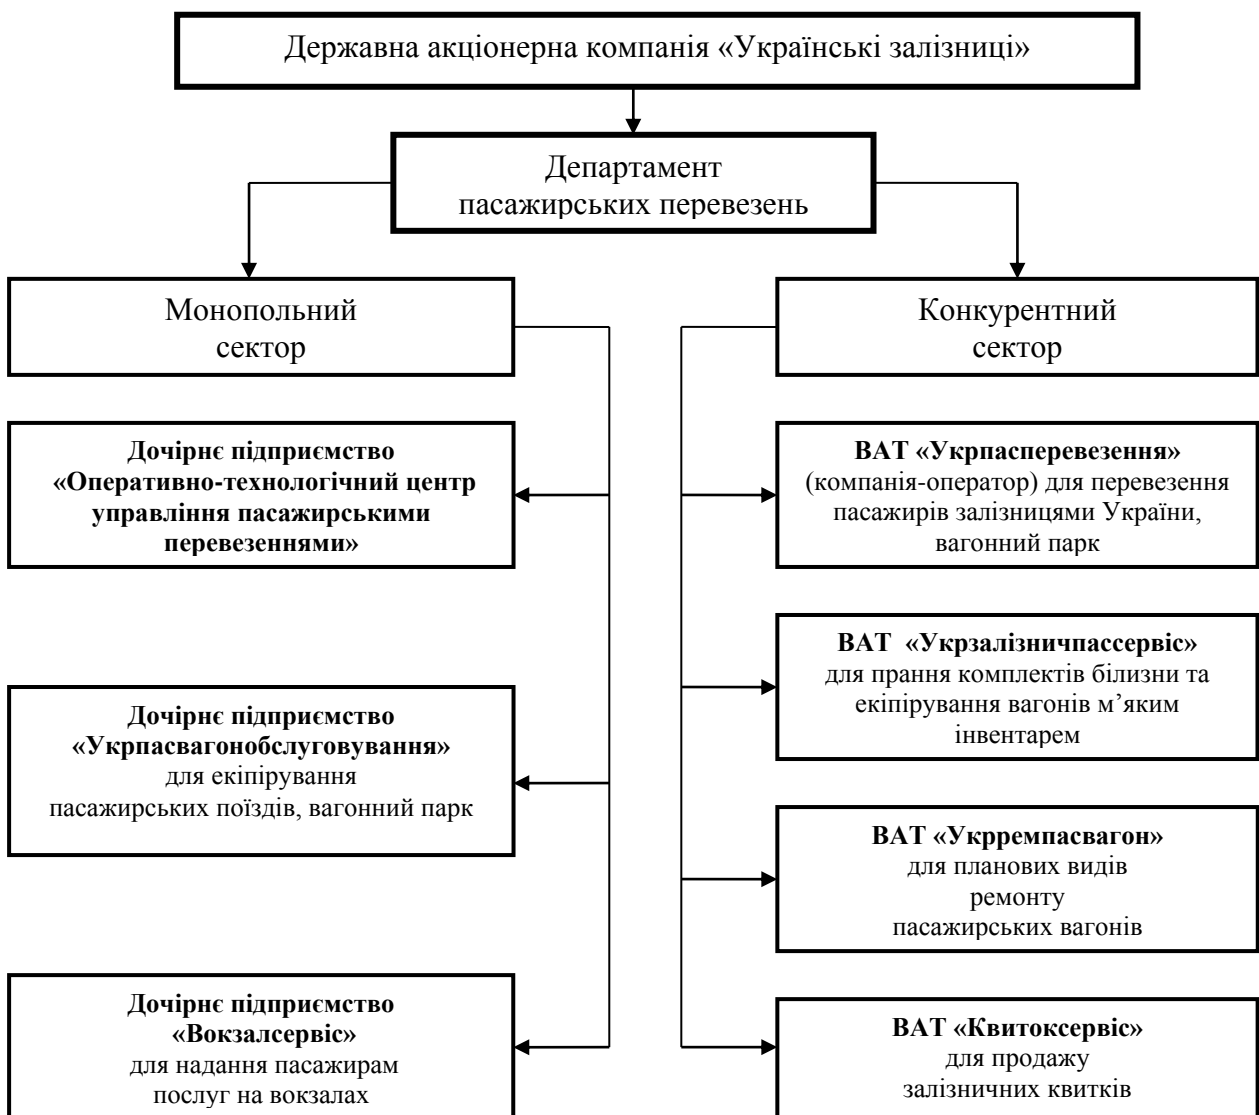 Державна акціонерна компанія «Українські залізниці»
Департамент
пасажирських перевезень
Монопольний
сектор
Конкурентний
сектор
Дочірнє підприємство
«Оперативно-технологічний центр
управління пасажирськими
перевезеннями»
ВАТ «Укрпасперевезення»
(компанія-оператор) для перевезення
пасажирів залізницями України,
вагонний парк
ВАТ «Укрзалізничпассервіс»
для прання комплектів білизни та
екіпірування вагонів м’яким
інвентарем
Дочірнє підприємство
«Укрпасвагонобслуговування»
для екіпірування
пасажирських поїздів, вагонний парк
ВАТ «Укрремпасвагон»
для планових видів
ремонту
пасажирських вагонів
Дочірнє підприємство
«Вокзалсервіс»
для надання пасажирам
послуг на вокзалах
ВАТ «Квитоксервіс»
для продажу
залізничних квитків